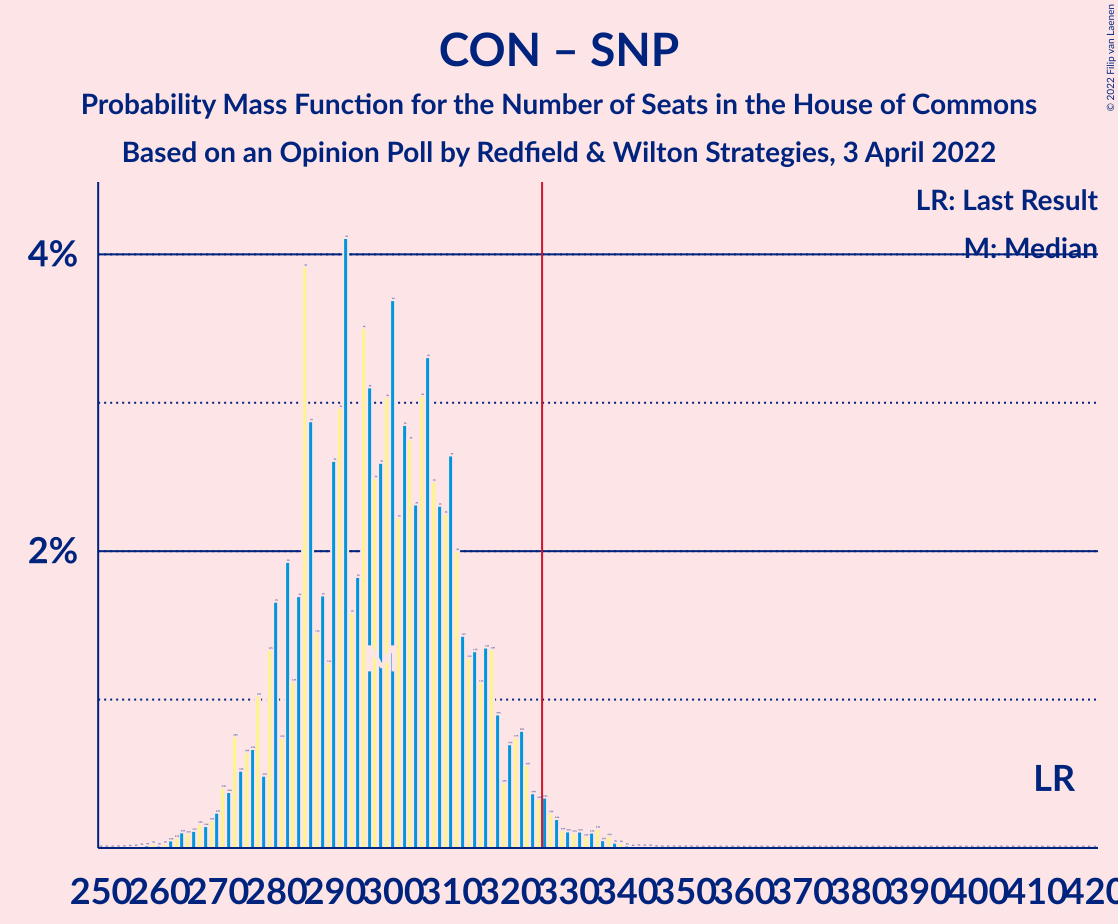 CON – SNP
Probability Mass Function for the Number of Seats in the House of Commons
Based on an Opinion Poll by Redfield & Wilton Strategies, 3 April 2022
© 2022 Filip van Laenen
LR: Last Result
M: Median
4%
2%
M
LR
250 260 270 280 290 300 310 320 330 340 350 360 370 380 390 400 410 420